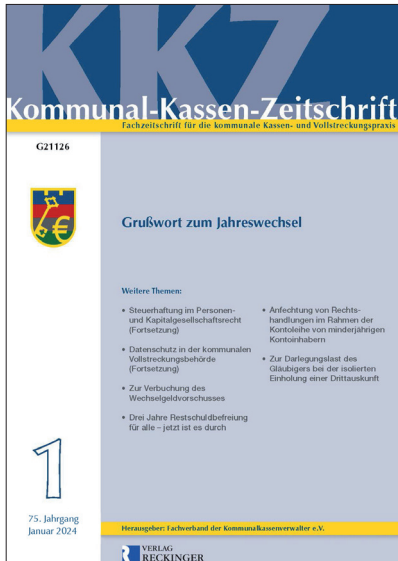 KKZ
Kommunal-Kassen-Zeitschrift
Fachzeitschrift für die kommunale Kassen- und Vollstreckungspraxis
G21126
€
Grußwort zum Jahreswechsel
Weitere Themen:
• Steuerhaftung im Personen-
und Kapitalgesellschaftsrecht
(Fortsetzung)
• Datenschutz in der kommunalen
Vollstreckungsbehörde
(Fortsetzung)
• Zur Verbuchung des
Wechselgeldvorschusses
• Drei Jahre Restschuldbefreiung
für alle – jetzt ist es durch
• Anfechtung von Rechts-
handlungen im Rahmen der
Kontoleihe von minderjährigen
Kontoinhabern
• Zur Darlegungslast des
Gläubigers bei der isolierten
Einholung einer Drittauskunft
1
75. Jahrgang
Januar 2024
Herausgeber: Fachverband der Kommunalkassenverwalter e.V.
VERLAG
RECKINGER